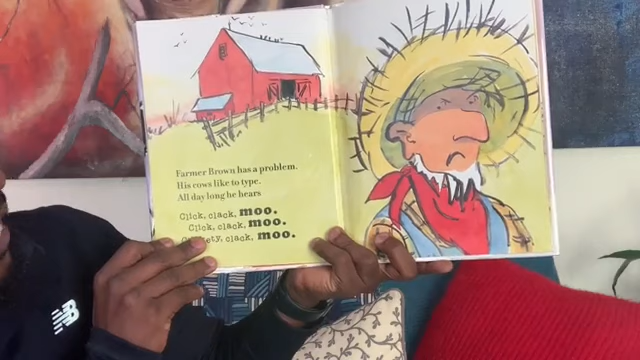 Farmer Brown has a problem.
His cows like to type.
All day long he hears
Click, clack, moo.
Click, clack, moo.
clack, moo.
NB